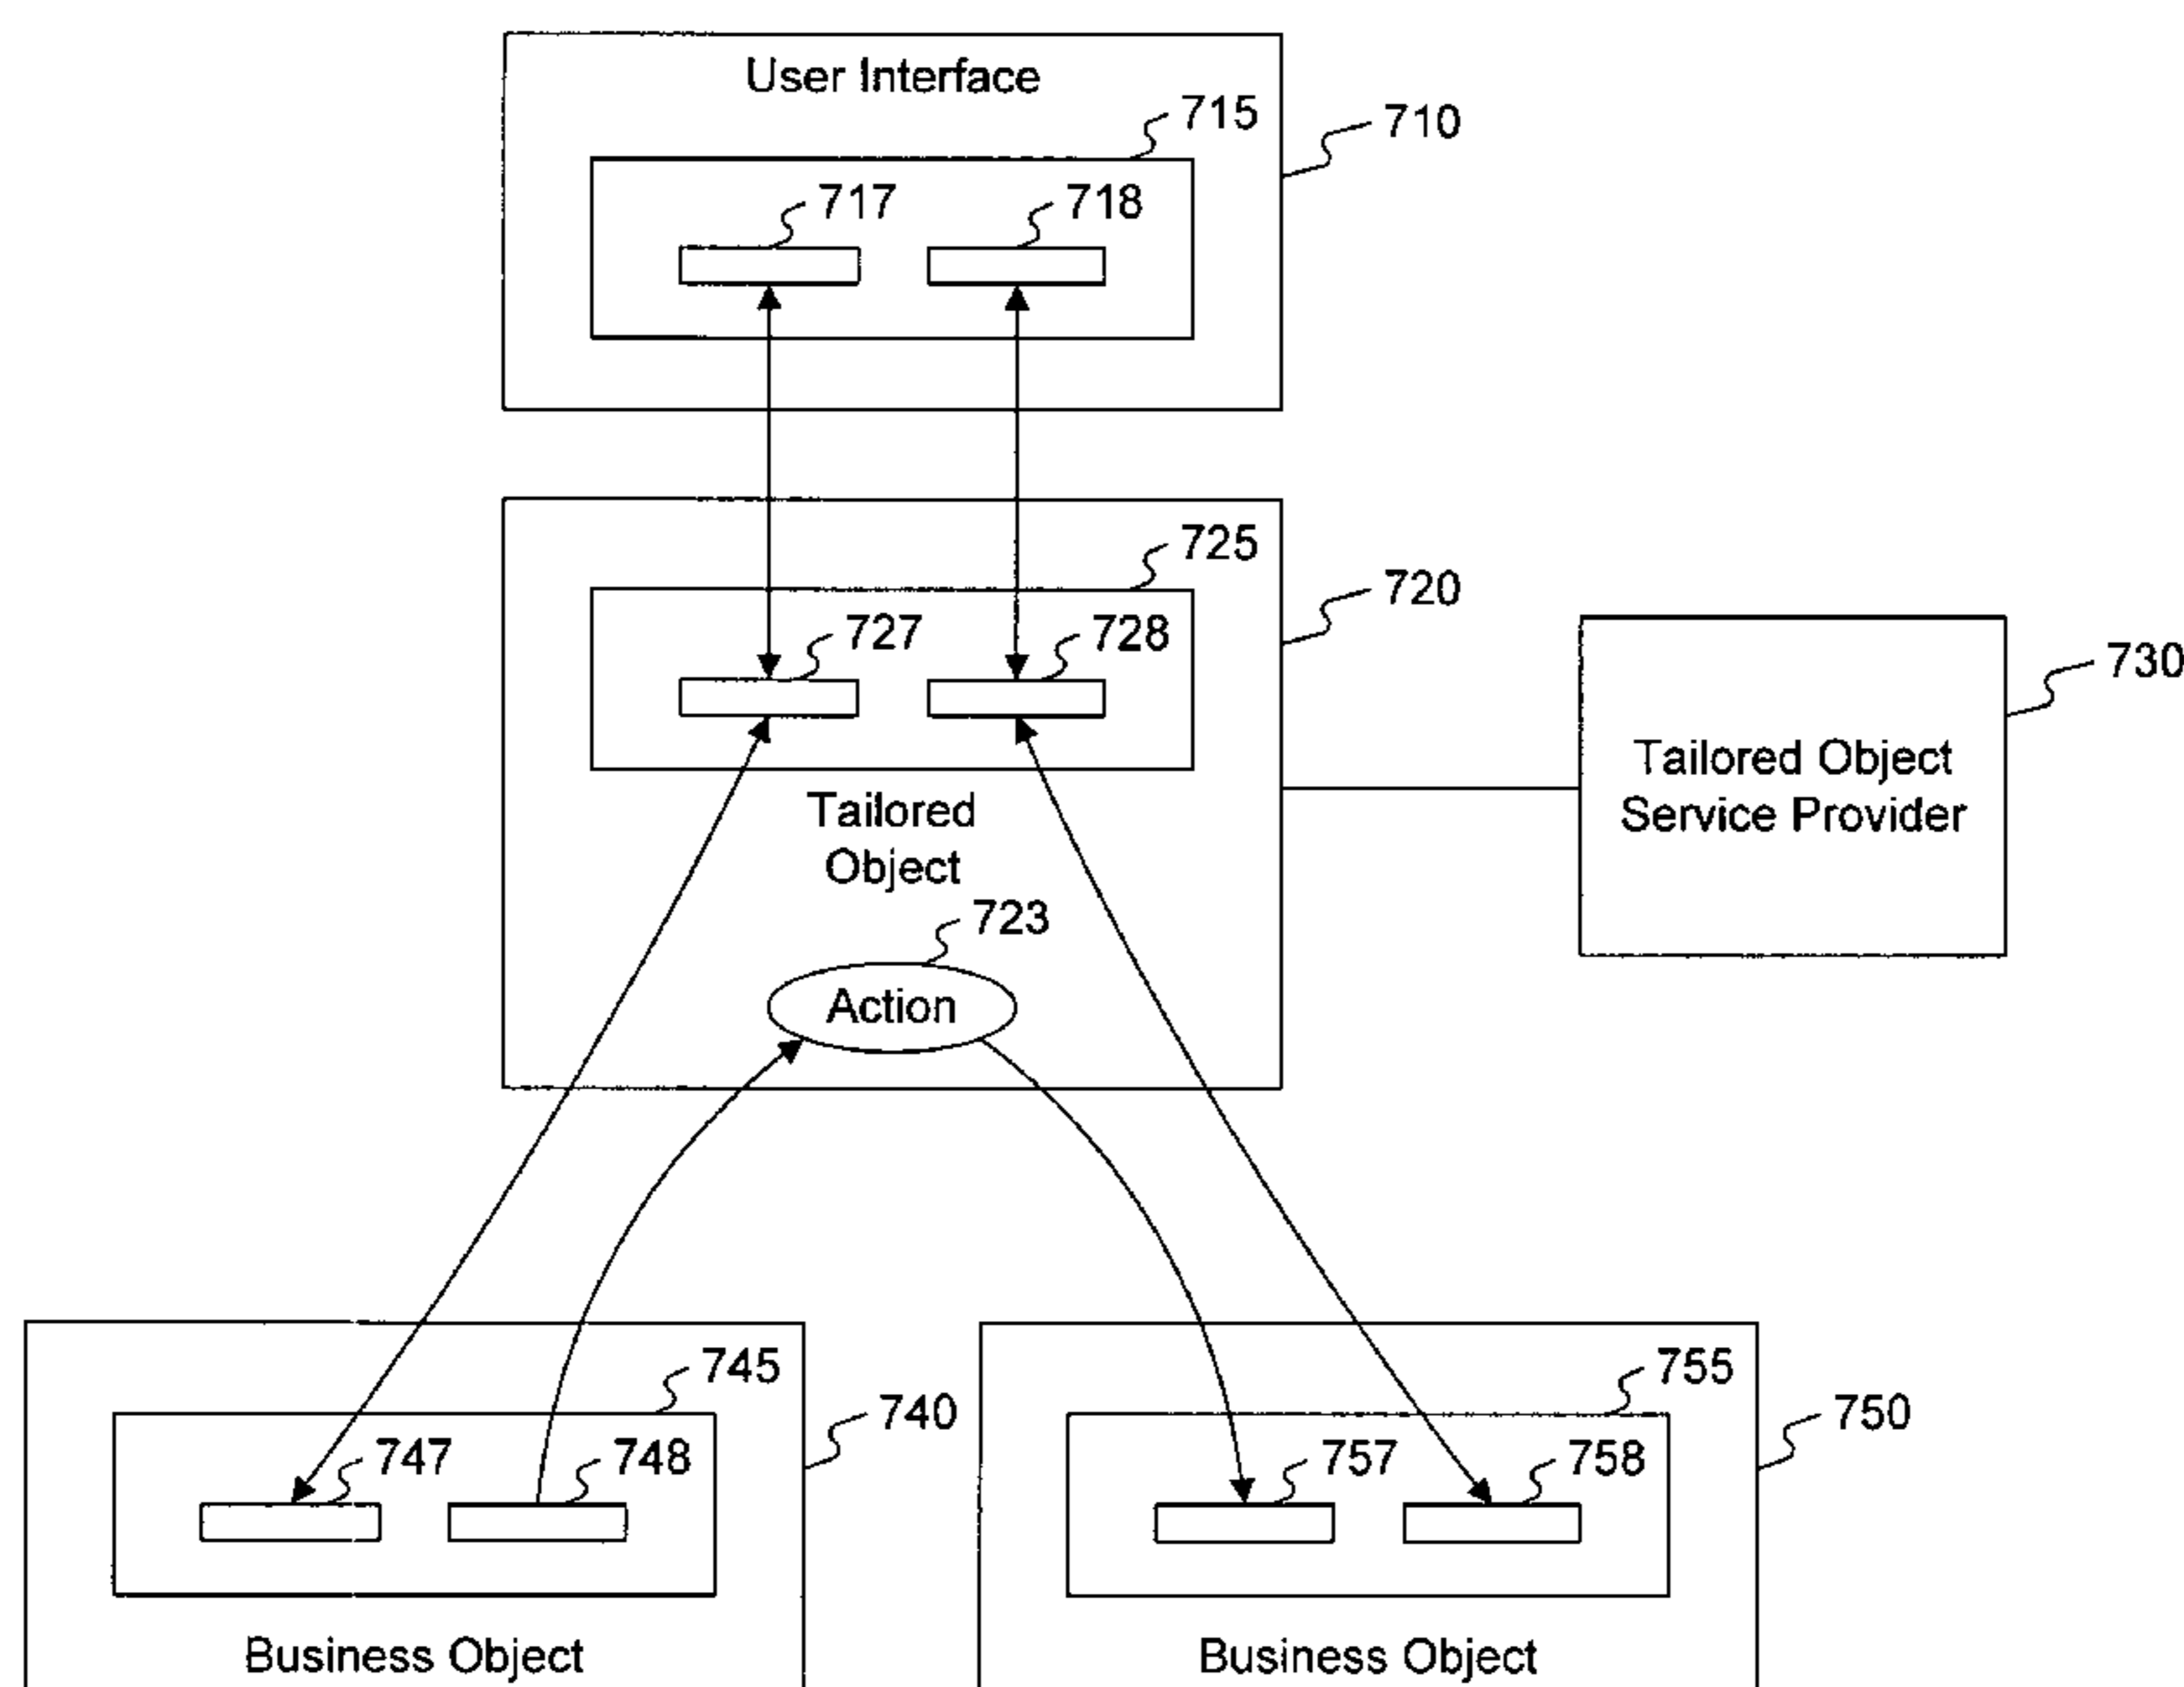 User Interface
715
710
717
718
725
720
727
728
730
Tailored Object
Service Provider
Tailored
Object
723
Action
745
740
747
748
755
750
757
758
Business Object
Business Object